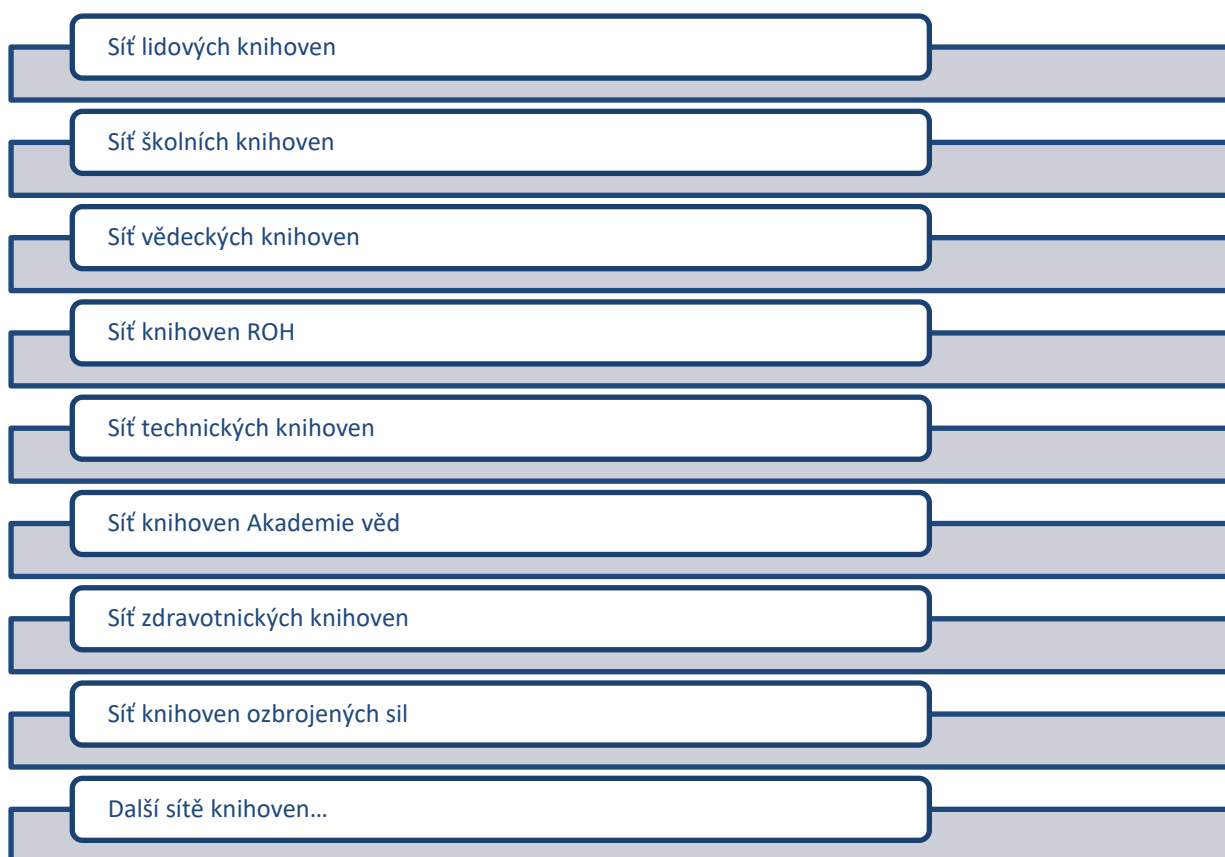 Síť lidových knihoven
Síť školních knihoven
Síť vědeckých knihoven
Síť knihoven ROH
Síť technických knihoven
Síť knihoven Akademie věd
Síť zdravotnických knihoven
Síť knihoven ozbrojených sil
Další sítě knihoven…